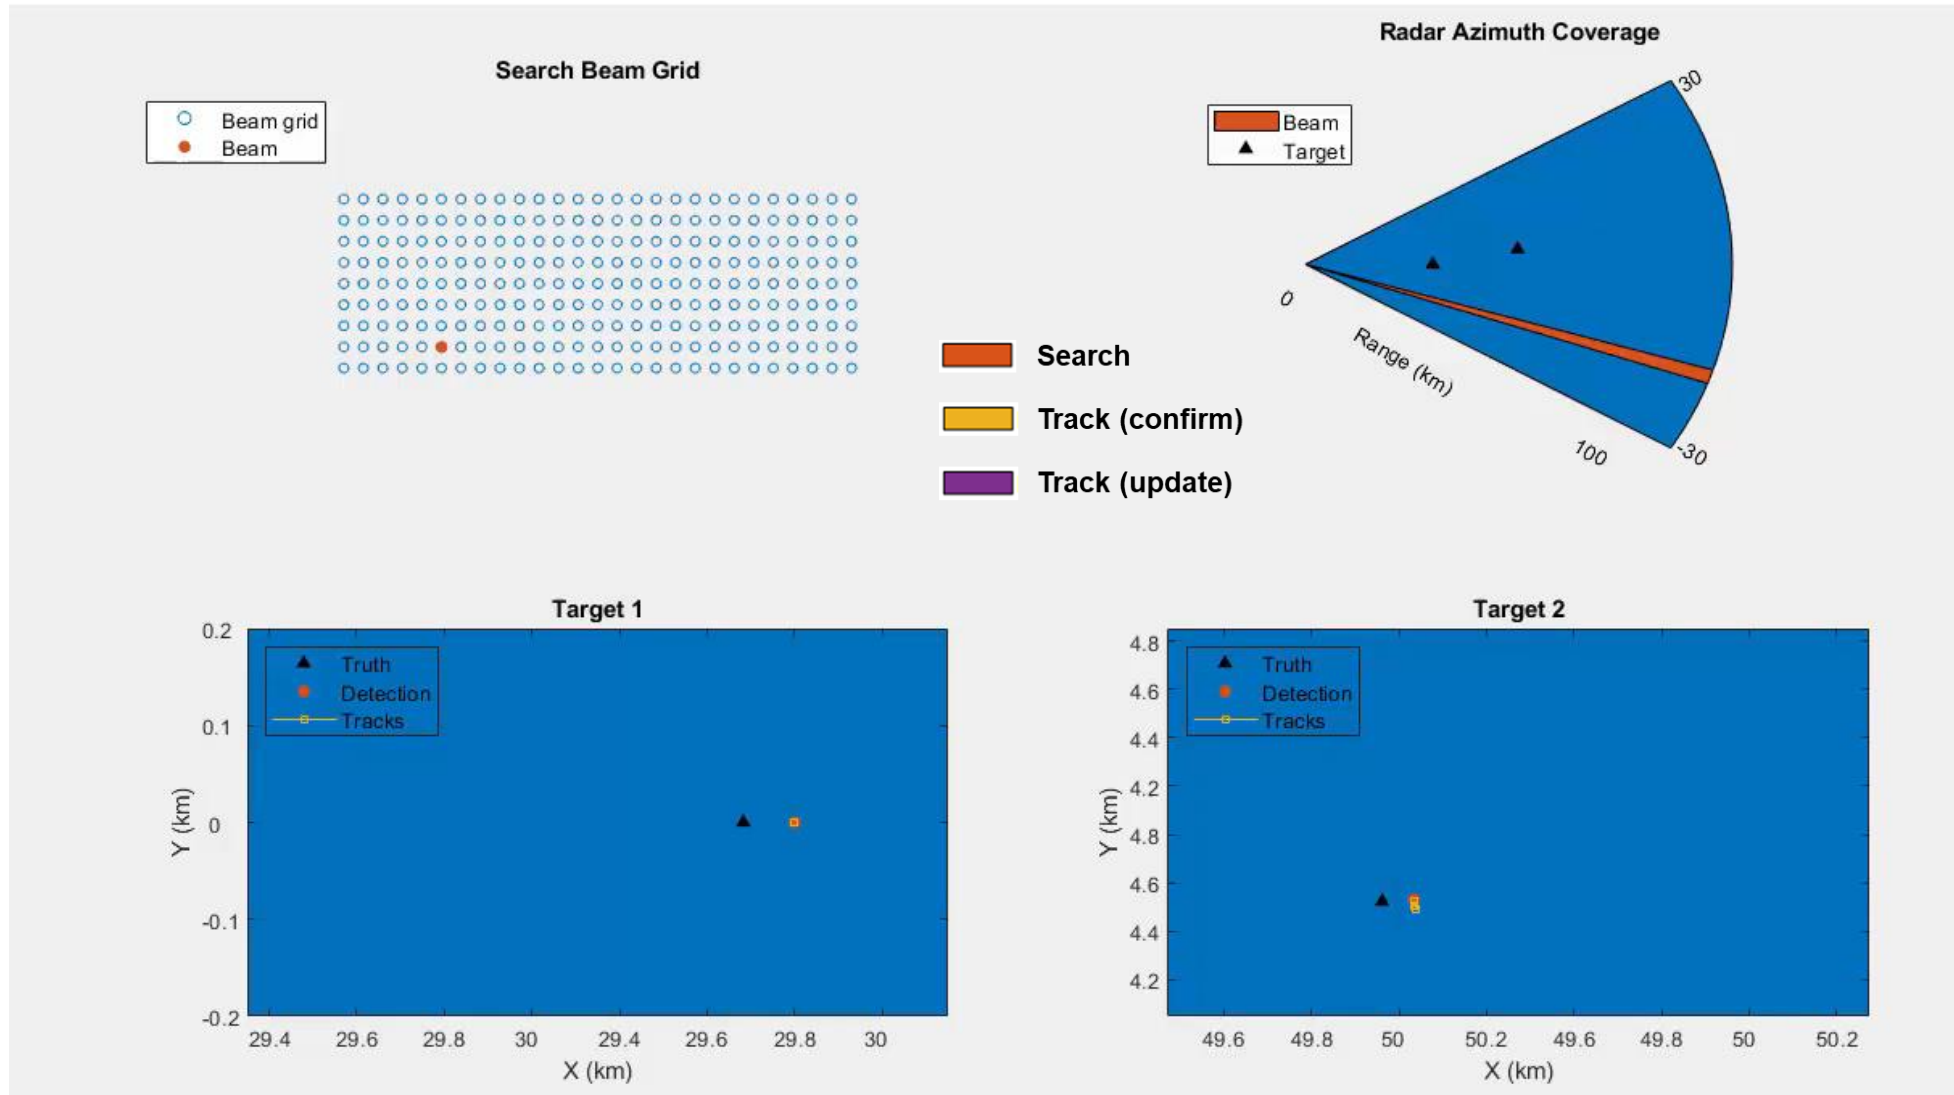 Search Beam Grid
Beam grid
Beam
Radar Azimuth Coverage
Beam
Target
30
0
Range (km)
100
-30
Search
Track (confirm)
Track (update)
Target 1
Truth
Detection
Tracks
0.2
0.1
0
-0.1
-0.2
Y (km)
29.4 29.6 29.8 30 29.4 29.6 29.8 30
X (km)
Target 2
Truth
Detection
Tracks
4.8
4.6
4.4
4.2
4.8
4.6
4.4
4.2
Y (km)
49.6 49.8 50 50.2 49.6 49.8 50 50.2
X (km)